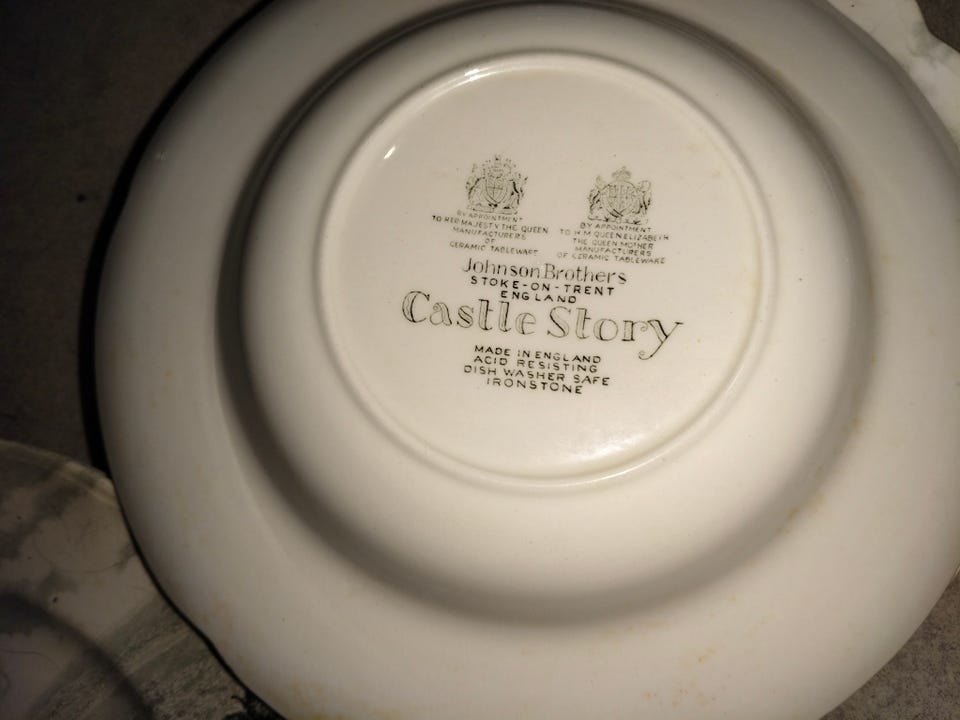 BY APPOINTMENT
TO HER MAJESTY THE QUEEN
MANUFACTURERS
OF
CERAMIC TABLEWARE
BY APPOINTMENT
TO H M QUEEN ELIZABETH
THE QUEEN MOTHER
MANUFACTURERS
OF CERAMIC TABLEWARE
Johnson Brothers
STOKE-ON-TRENT
ENGLAND
Castle Story
MADE IN ENGLAND
ACID RESISTING
DISH WASHER SAFE
IRONSTONE